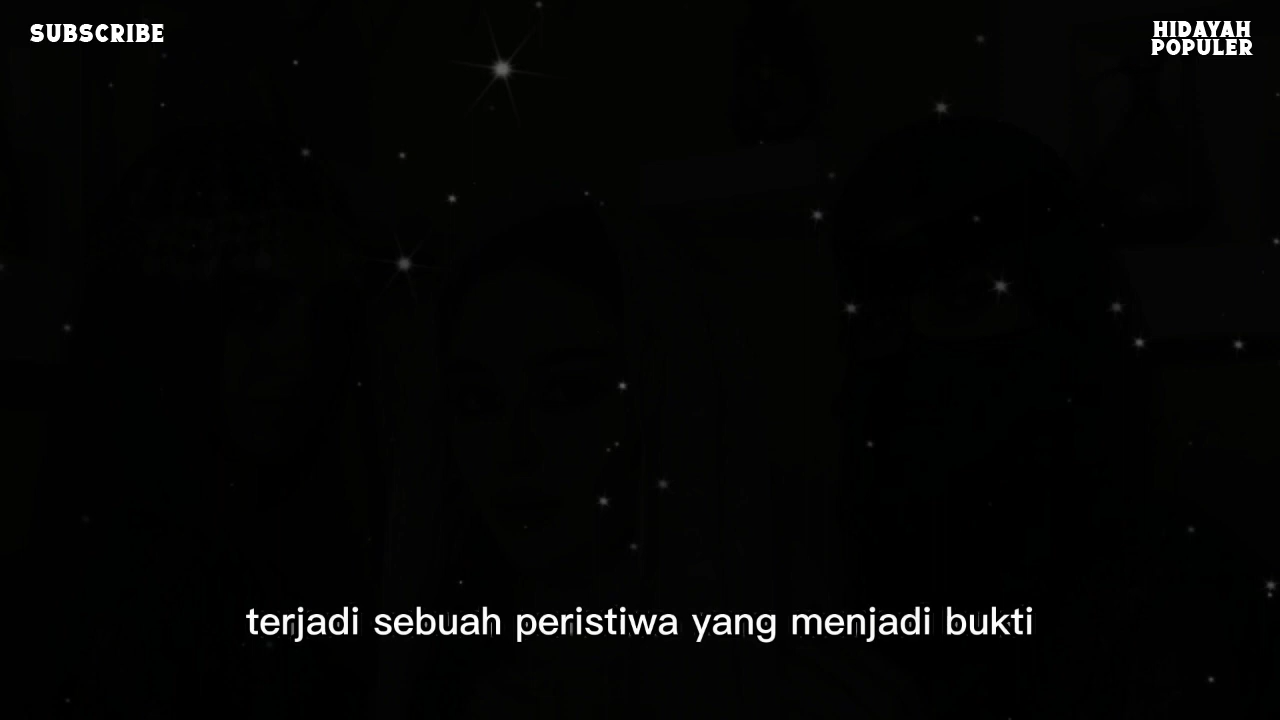 SUBSCRIBE
HIDAYAH
POPULER
terjadi sebuah peristiwa yang menjadi bukti